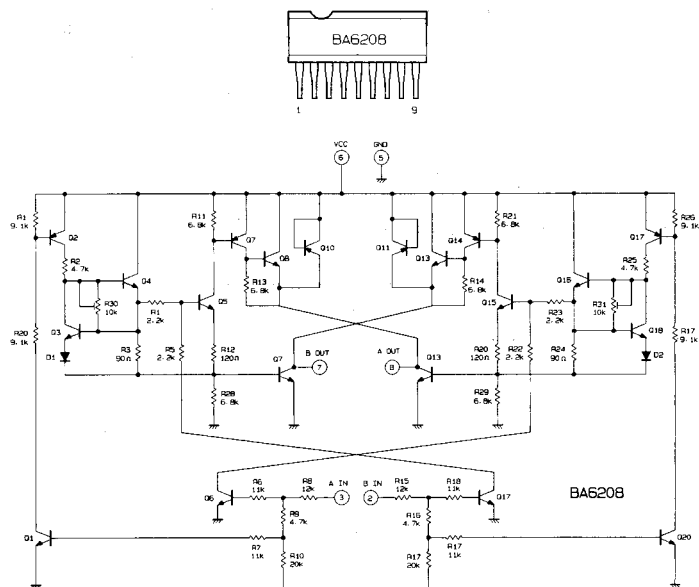 BA6208
1 9
VCC GND
6 5
R1
9.1k
Q2
R2
4.7k
Q4
R30
10k
Q3
D1
R20
9.1k
R3
90Ω
R1
2.2k
R5
2.2k
R11
6.8k
Q7
Q8
Q10
R13
6.8k
Q5
R12
120Ω
R28
6.8k
Q7
B OUT
7
A OUT
8
Q13
Q11
Q13
Q14
R21
6.8k
R14
6.8k
Q15
R20
120Ω
R22
2.2k
R23
2.2k
R24
90Ω
R29
6.8k
Q16
R31
10k
Q17
R25
4.7k
R26
9.1k
Q18
D2
R17
9.1k
Q6
R6
11k
R8
12k
A IN
3
B IN
2
R15
12k
R18
11k
Q17
BA6208
R9
4.7k
R16
4.7k
Q1
R7
11k
R10
20k
R17
20k
R17
11k
Q20